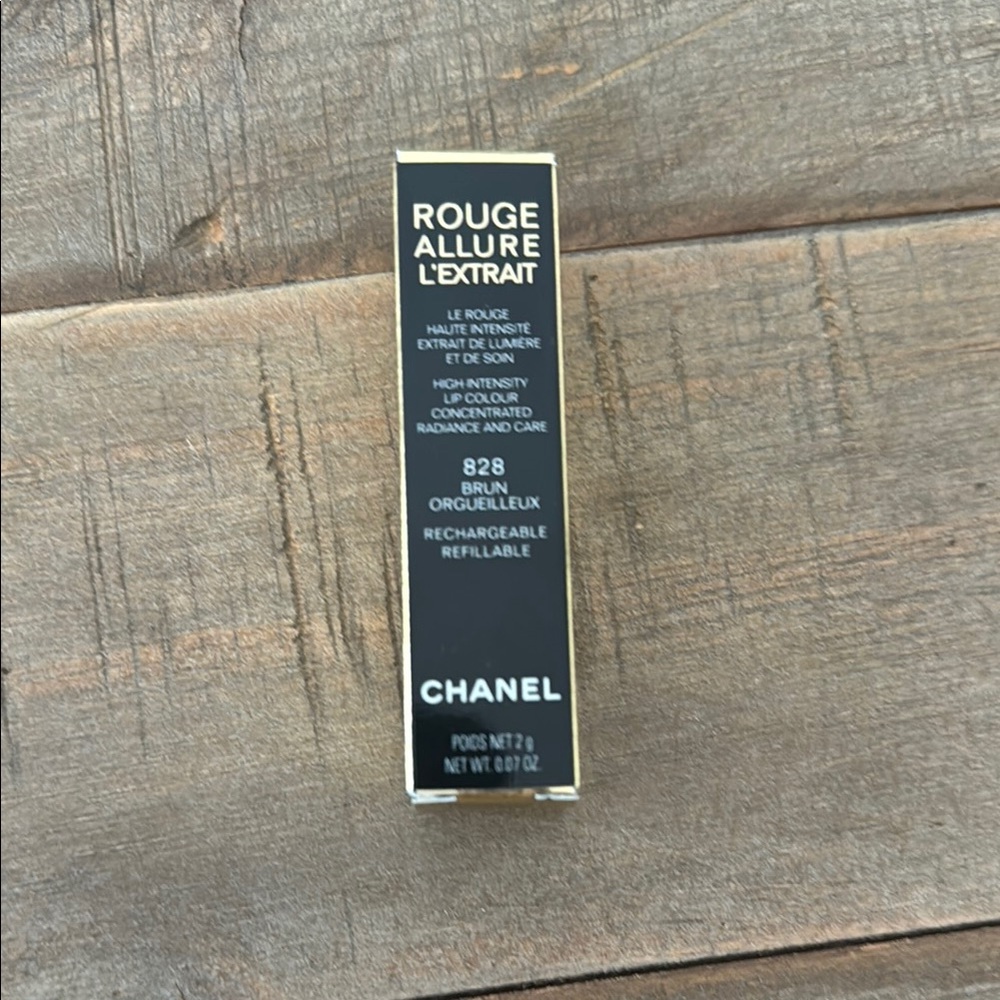 ROUGE
ALLURE
L'EXTRAIT
LE ROUGE
HAUTE INTENSITÉ
EXTRAIT DE LUMIÈRE
ET DE SOIN
HIGH-INTENSITY
LIP COLOUR
CONCENTRATED
RADIANCE AND CARE
828
BRUN
ORGUEILLEUX
RECHARGEABLE
REFILLABLE
CHANEL
POIDS NET 2 g
NET WT. 0.07 OZ.